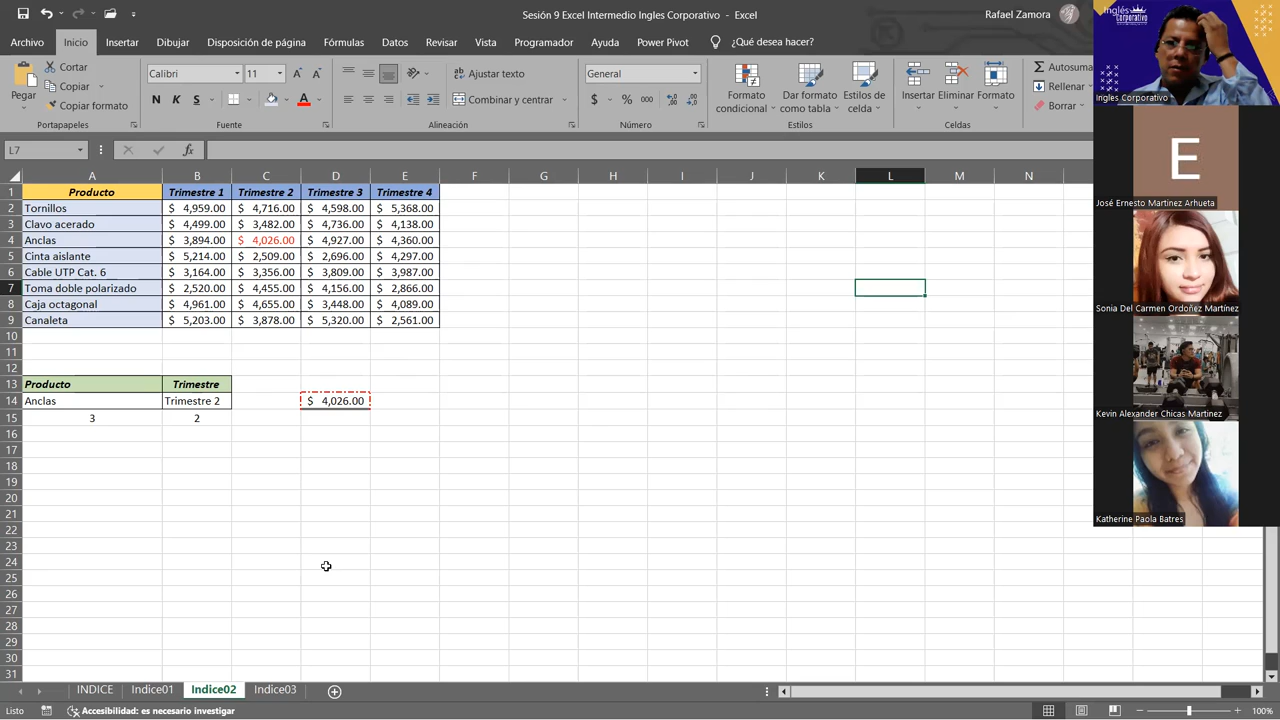 Sesión 9 Excel Intermedio Ingles Corporativo - Excel
Rafael Zamora
Archivo Inicio Insertar Dibujar Disposición de página Fórmulas Datos Revisar Vista Programador Ayuda Power Pivot ¿Qué desea hacer?
Pegar
Cortar
Copiar
Copiar formato
Portapapeles
Calibri 11
N K S
Fuente
Ajustar texto
Combinar y centrar
Alineación
General
$ % 000
Número
Formato condicional
Dar formato como tabla
Estilos de celda
Estilos
Insertar Eliminar Formato
Celdas
Autosuma
Rellenar
Borrar
L7
fx
A B C D E F G H I J K L M N
1 Producto Trimestre 1 Trimestre 2 Trimestre 3 Trimestre 4
2 Tornillos $ 4,959.00 $ 4,716.00 $ 4,598.00 $ 5,368.00
3 Clavo acerado $ 4,499.00 $ 3,482.00 $ 4,736.00 $ 4,138.00
4 Anclas $ 3,894.00 $ 4,026.00 $ 4,927.00 $ 4,360.00
5 Cinta aislante $ 5,214.00 $ 2,509.00 $ 2,696.00 $ 4,297.00
6 Cable UTP Cat. 6 $ 3,164.00 $ 3,356.00 $ 3,809.00 $ 3,987.00
7 Toma doble polarizado $ 2,520.00 $ 4,455.00 $ 4,156.00 $ 2,866.00
8 Caja octagonal $ 4,961.00 $ 4,655.00 $ 3,448.00 $ 4,089.00
9 Canaleta $ 5,203.00 $ 3,878.00 $ 5,320.00 $ 2,561.00
10
11
12
13 Producto Trimestre
14 Anclas Trimestre 2 $ 4,026.00
15 3 2
16
17
18
19
20
21
22
23
24
25
26
27
28
29
30
31
INDICE Indice01 Indice02 Indice03
Listo
Accesibilidad: es necesario investigar
100%
Inglés
Corporativo
Ingles Corporativo
E
José Ernesto Martinez Arhueta
Sonia Del Carmen Ordoñez Martínez
Kevin Alexander Chicas Martinez
Katherine Paola Batres